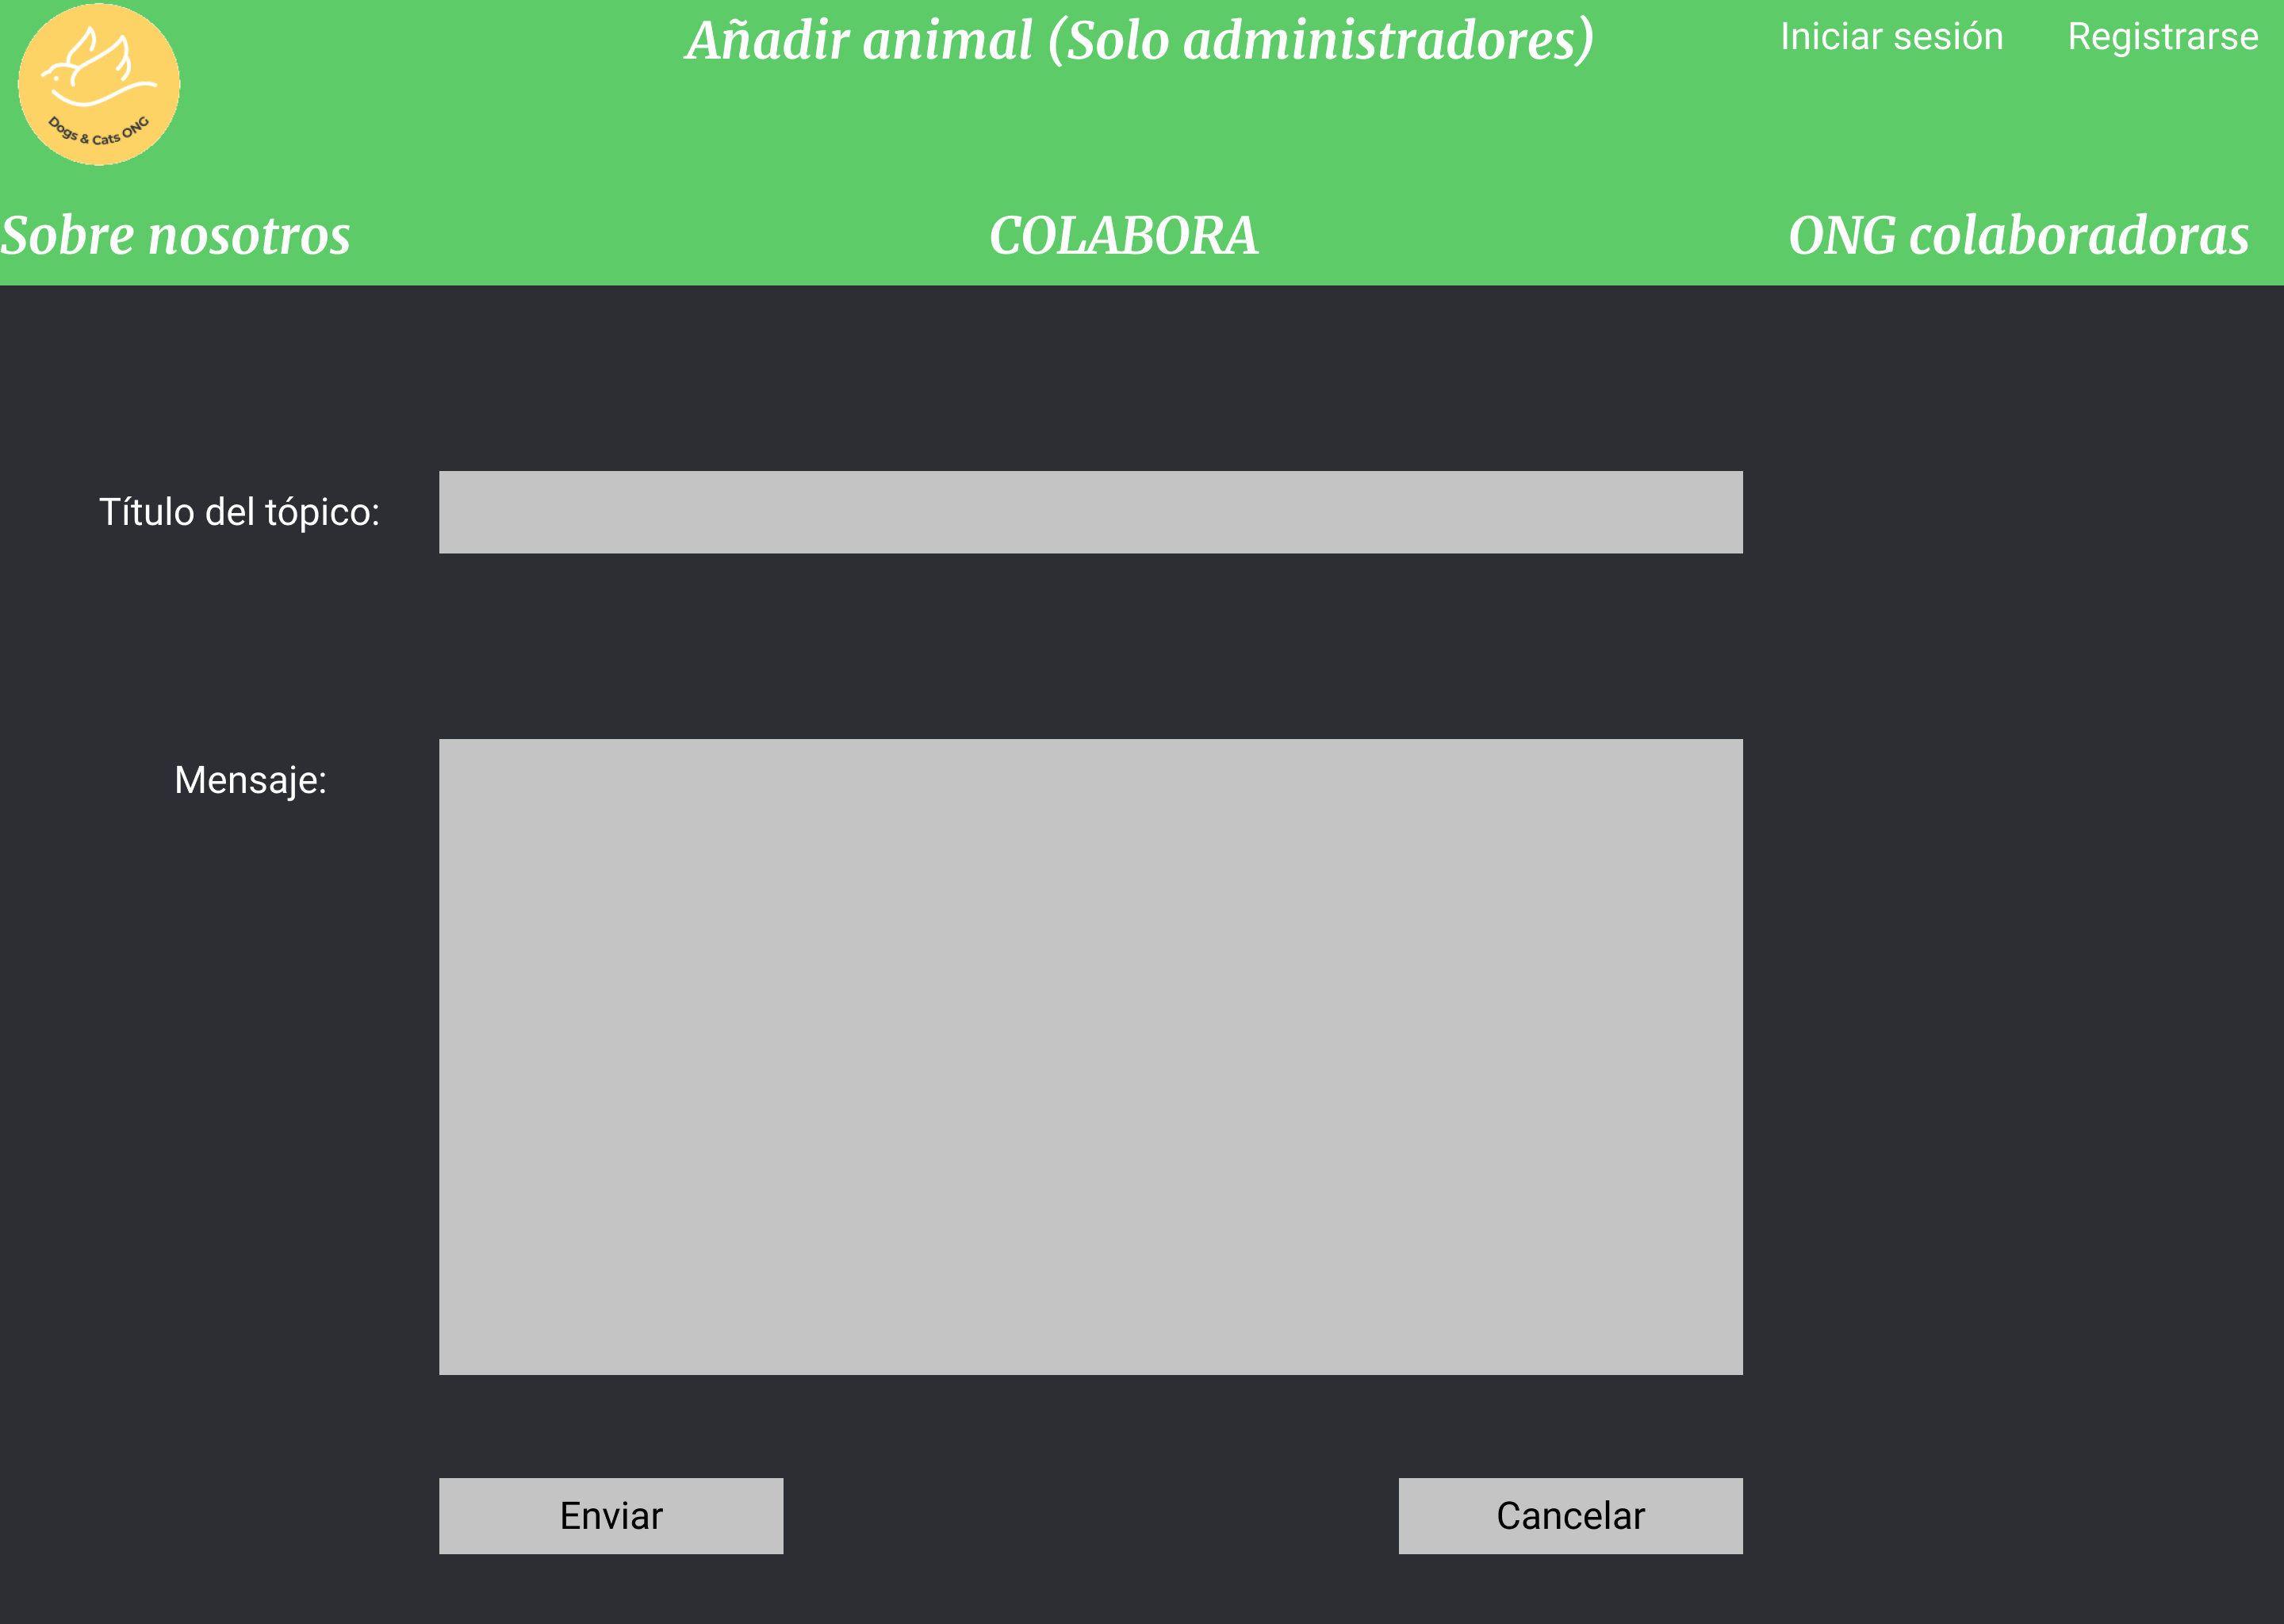 Añadir animal (Solo administradores)
Iniciar sesión
Registrarse
Dogs & Cats ONG
Sobre nosotros
COLABORA
ONG colaboradoras
Título del tópico:
Mensaje:
Enviar
Cancelar